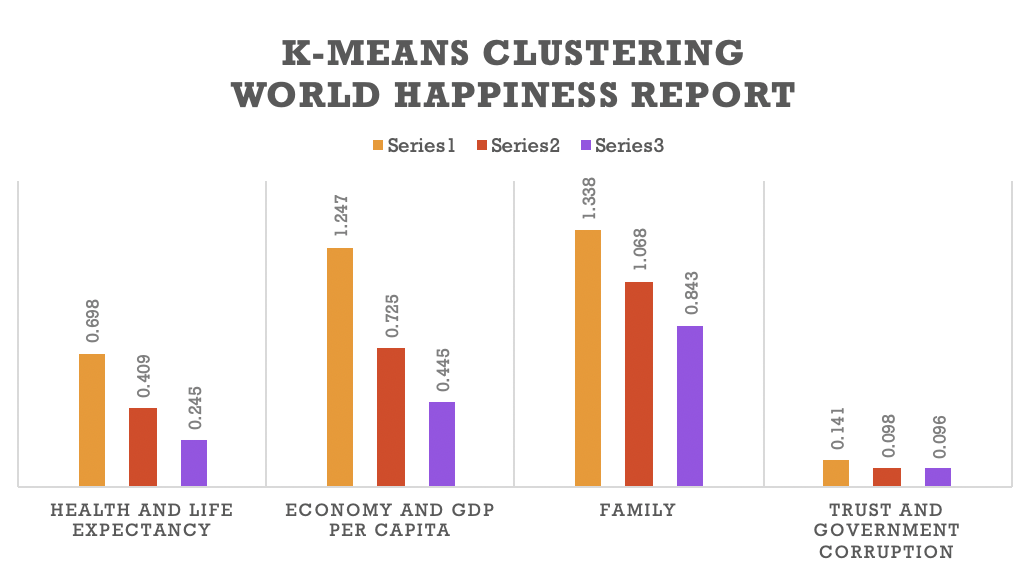 K-MEANS CLUSTERING
WORLD HAPPINESS REPORT
Series1 Series2 Series3
0.698
0.409
0.245
1.247
0.725
0.445
1.338
1.068
0.843
0.141
0.098
0.096
HEALTH AND LIFE
EXPECTANCY
ECONOMY AND GDP
PER CAPITA
FAMILY
TRUST AND
GOVERNMENT
CORRUPTION